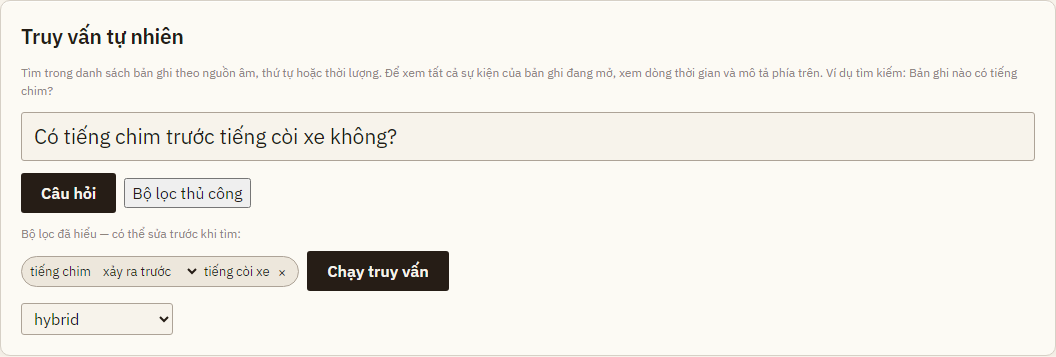 Truy vấn tự nhiên
Tìm trong danh sách bản ghi theo nguồn âm, thứ tự hoặc thời lượng. Để xem tất cả sự kiện của bản ghi đang mở, xem dòng thời gian và mô tả phía trên. Ví dụ tìm kiếm: Bản ghi nào có tiếng
chim?
Có tiếng chim trước tiếng còi xe không?
Câu hỏi Bộ lọc thủ công
Bộ lọc đã hiểu — có thể sửa trước khi tìm:
tiếng chim xảy ra trước tiếng còi xe × Chạy truy vấn
hybrid